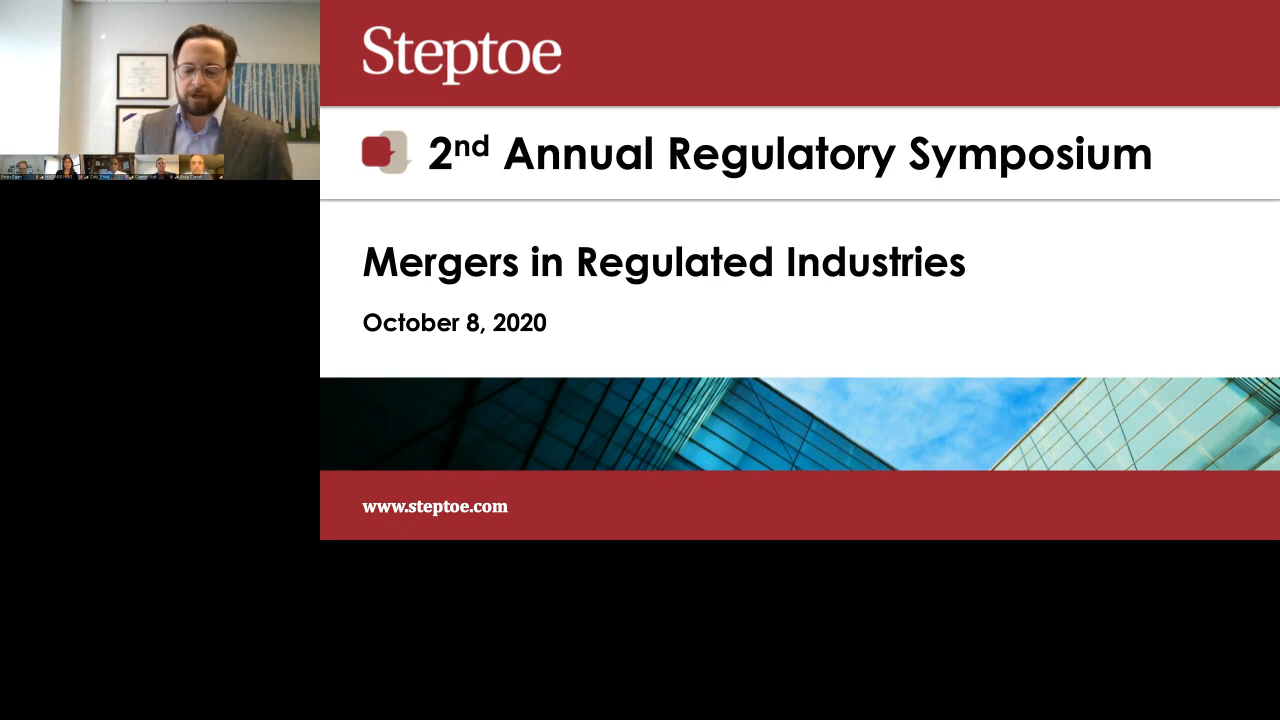 Steptoe
2nd Annual Regulatory Symposium
Mergers in Regulated Industries
October 8, 2020
www.steptoe.com